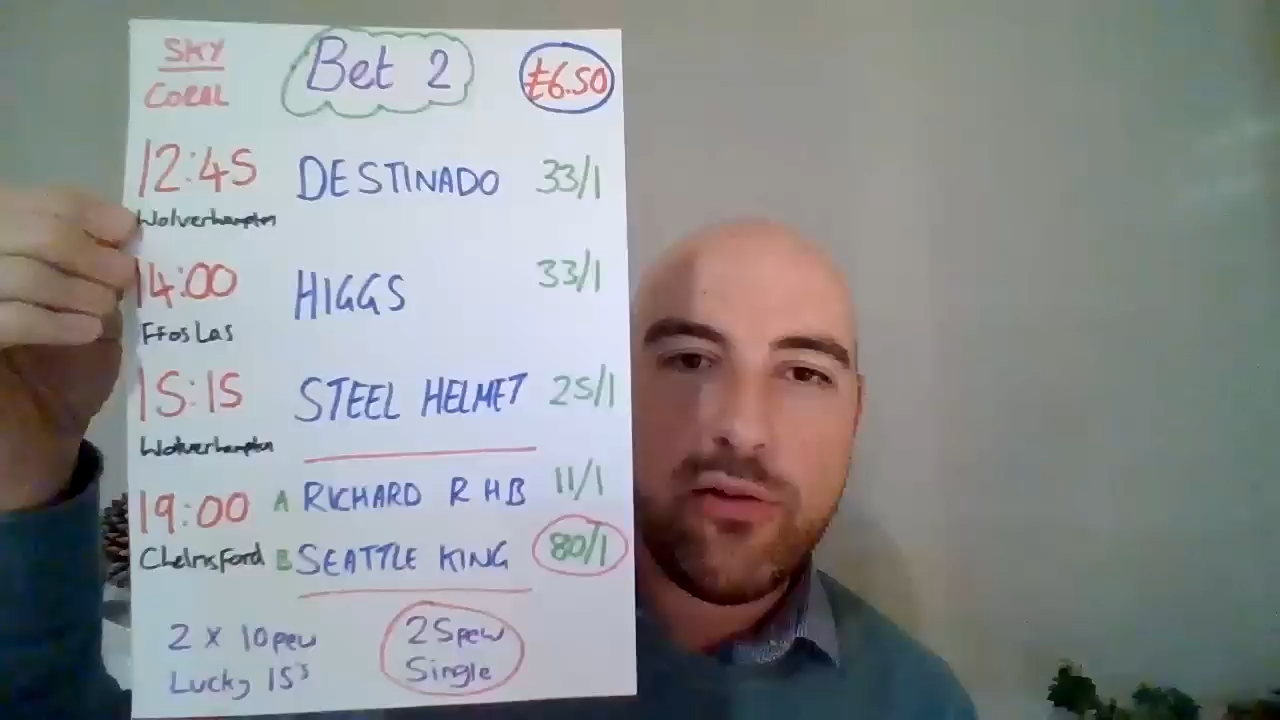 SKY Bet 2 £6.50
CORAL
12:45 DESTINADO 33/1
Wolverhampton
14:00 HIGGS 33/1
Ffos Las
15:15 STEEL HELMET 25/1
Wolverhampton
19:00 A RICHARD R H B 11/1
Chelmsford B SEATTLE KING 80/1
2 x 10pew 25pew
Lucky 15's Single